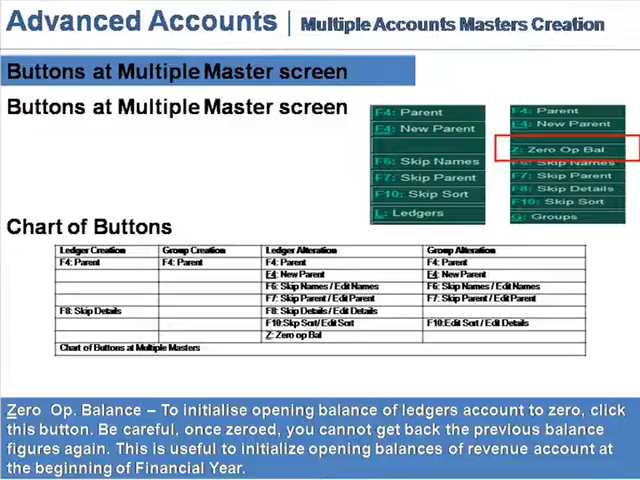 Advanced Accounts | Multiple Accounts Masters Creation
Buttons at Multiple Master screen
Buttons at Multiple Master screen
F4: Parent
F4: New Parent
F6: Skip Names
F7: Skip Parent
F10: Skip Sort
L: Ledgers
F4: Parent
F4: New Parent
Z: Zero Op Bal
F6: Skip Names
F7: Skip Parent
F8: Skip Details
F10: Skip Sort
G: Groups
Chart of Buttons
Ledger Creation Group Creation Ledger Alteration Group Alteration
F4: Parent F4: Parent F4: Parent F4: Parent
F4: New Parent F4: New Parent
F6: Skip Names / Edit Names F6: Skip Names / Edit Names
F7: Skip Parent / Edit Parent F7: Skip Parent / Edit Parent
F8: Skip Details F8: Skip Details / Edit Details
F10:Skp Sort/ Edit Sort F10:Edit Sort / Edit Details
Z: Zero op Bal
Chart of Buttons at Multiple Masters
Zero Op. Balance – To initialise opening balance of ledgers account to zero, click
this button. Be careful, once zeroed, you cannot get back the previous balance
figures again. This is useful to initialize opening balances of revenue account at
the beginning of Financial Year.